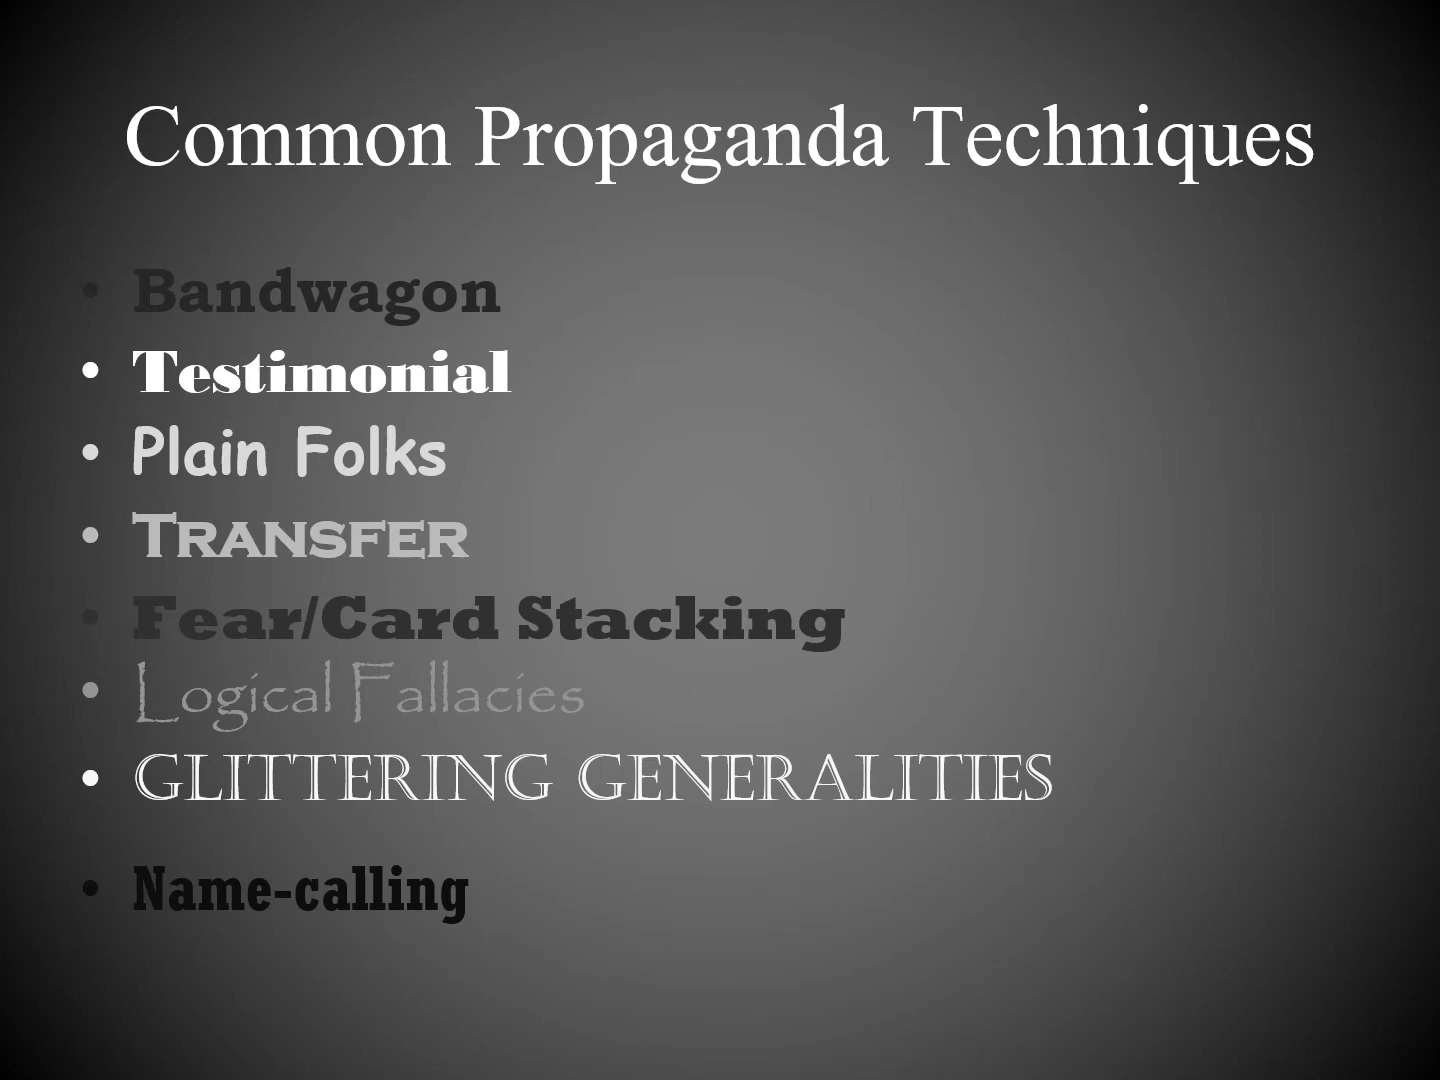 Common Propaganda Techniques
• Bandwagon
• Testimonial
• Plain Folks
• Transfer
• Fear/Card Stacking
• Logical Fallacies
• GLITTERING GENERALITIES
• Name-calling